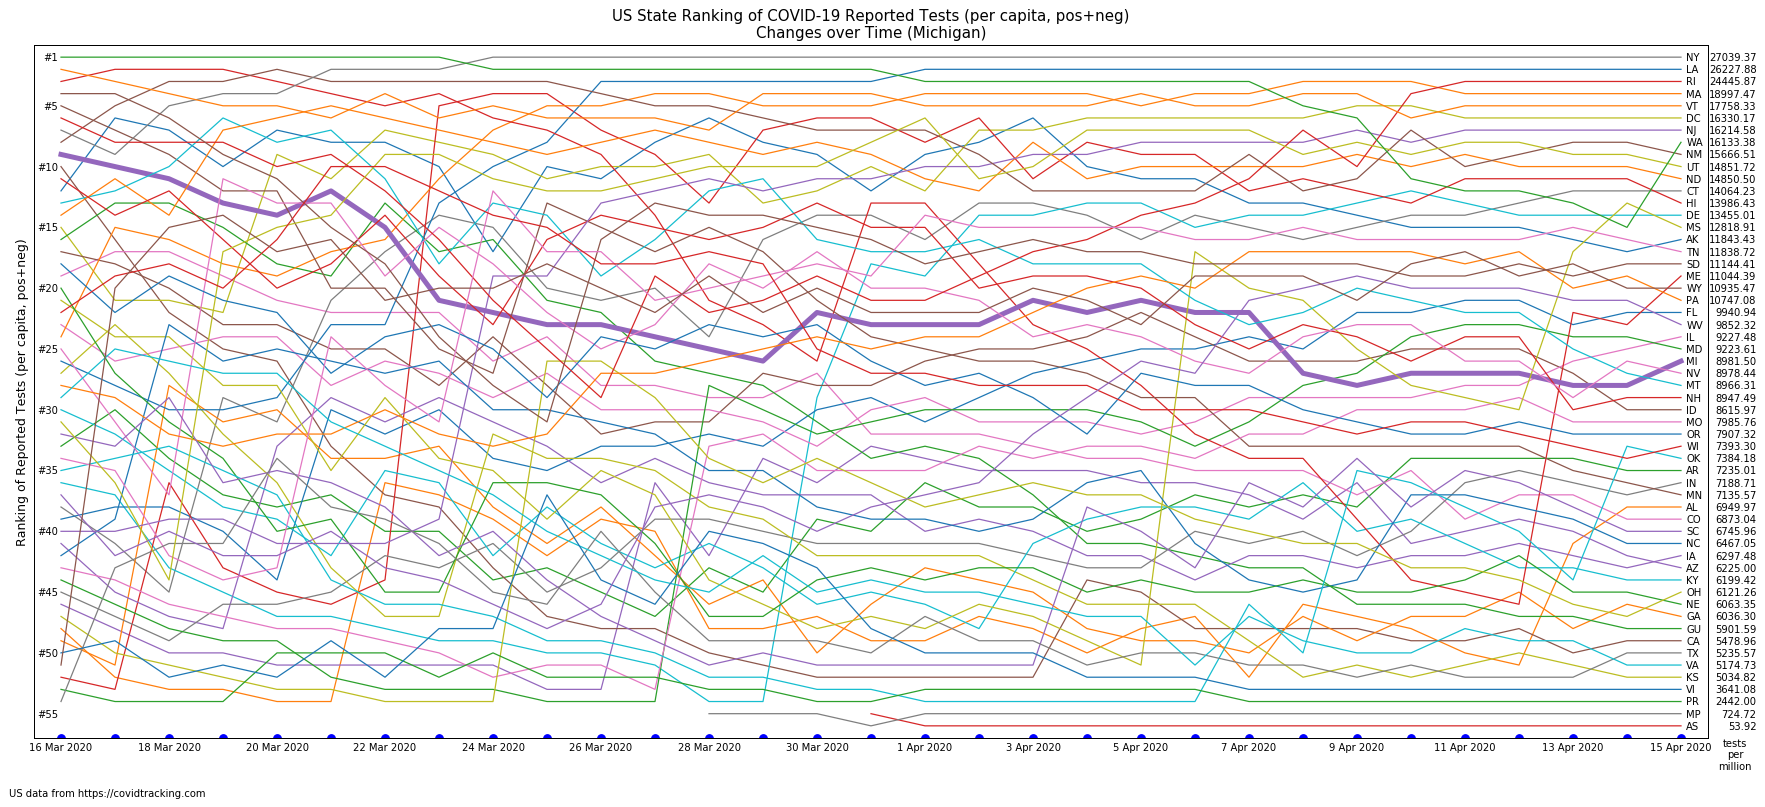 US State Ranking of COVID-19 Reported Tests (per capita, pos+neg)
Changes over Time (Michigan)
Ranking of Reported Tests (per capita, pos+neg)
#1
#5
#10
#15
#20
#25
#30
#35
#40
#45
#50
#55
NY 27039.37
LA 26227.88
RI 24445.87
MA 18997.47
VT 17758.33
DC 16330.17
NJ 16214.58
WA 16133.38
NM 15666.51
UT 14851.72
ND 14850.50
CT 14064.23
HI 13986.43
DE 13455.01
MS 12818.91
AK 11843.43
TN 11838.72
SD 11144.41
ME 11044.39
WY 10935.47
PA 10747.08
FL 9940.94
WV 9852.32
IL 9227.48
MD 9223.61
MI 8981.50
NV 8978.44
MT 8966.31
NH 8947.49
ID 8615.97
MO 7985.76
OR 7907.32
WI 7393.30
OK 7384.18
AR 7235.01
IN 7188.71
MN 7135.57
AL 6949.97
CO 6873.04
SC 6745.96
NC 6467.05
IA 6297.48
AZ 6225.00
KY 6199.42
OH 6121.26
NE 6063.35
GA 6036.30
GU 5901.59
CA 5478.96
TX 5235.57
VA 5174.73
KS 5034.82
VI 3641.08
PR 2442.00
MP 724.72
AS 53.92
16 Mar 2020 18 Mar 2020 20 Mar 2020 22 Mar 2020 24 Mar 2020 26 Mar 2020 28 Mar 2020 30 Mar 2020 1 Apr 2020 3 Apr 2020 5 Apr 2020 7 Apr 2020 9 Apr 2020 11 Apr 2020 13 Apr 2020 15 Apr 2020
tests
per
million
US data from https://covidtracking.com